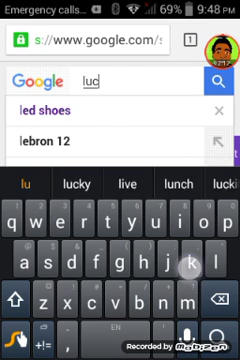 Emergency calls... 69% 9:48 PM
s://www.google.com/s 1
Google luc
led shoes
lebron 12
lu lucky live lunch lucki
q w e r t y u i o p
a s d f g h j k l
z x c v b n m
+!= EN
Recorded by Mobizen